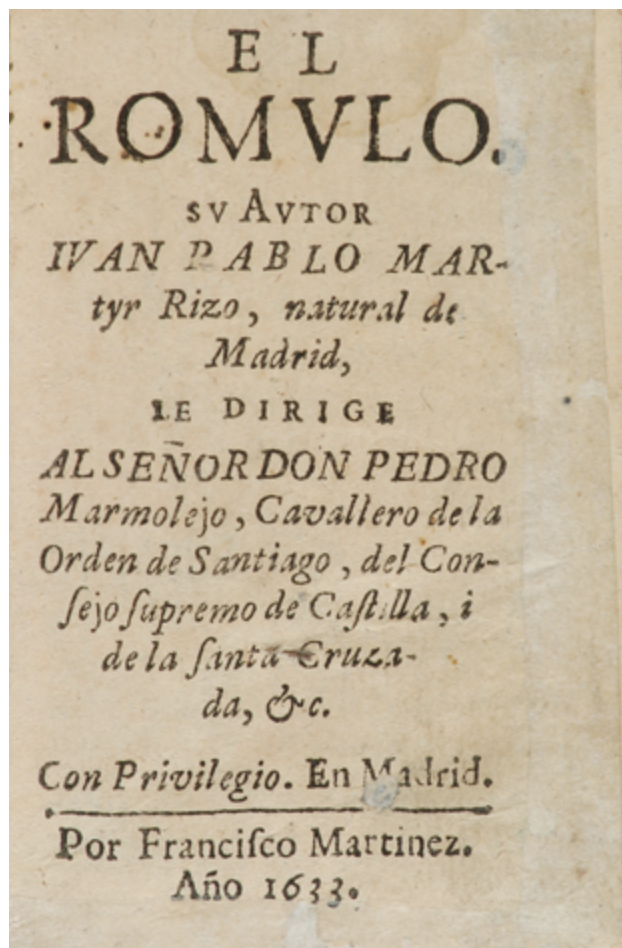 EL
ROMVLO.
SV AVTOR
IVAN PABLO MAR-
tyr Rizo, natural de
Madrid,
LE DIRIGE
AL SEÑOR DON PEDRO
Marmolejo, Cavallero de la
Orden de Santiago, del Con-
ſejo ſupremo de Caſtilla, i
de la ſanta Cruza-
da, &c.
Con Privilegio. En Madrid.
Por Franciſco Martinez.
Año 1633.